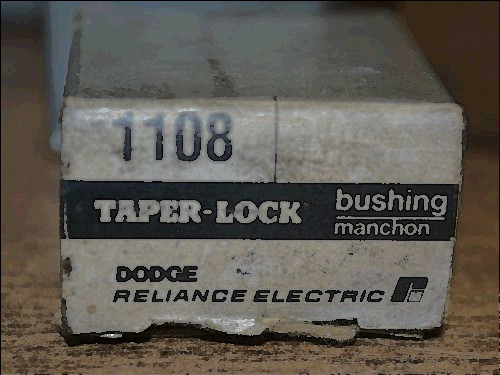 1108
TAPER-LOCK bushing
manchon
DODGE
RELIANCE ELECTRIC